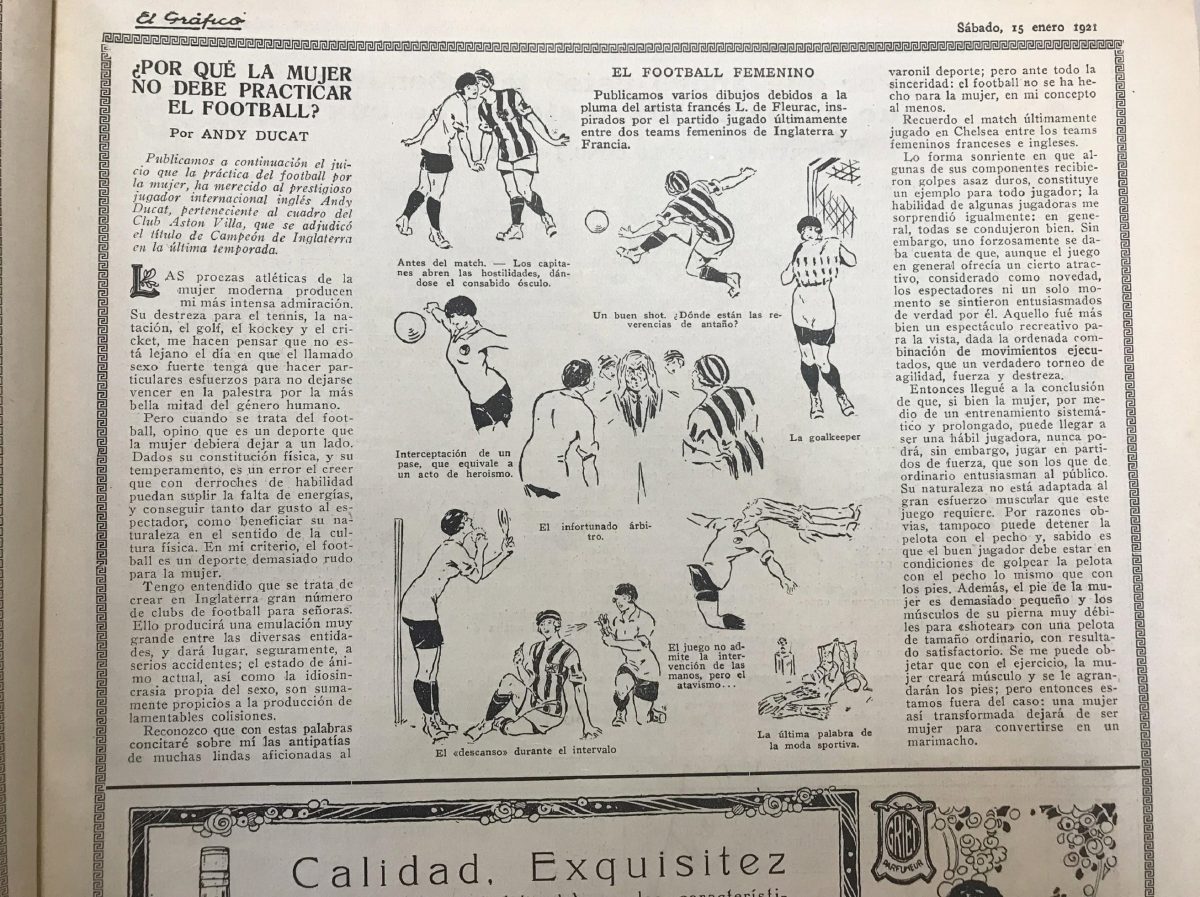 El Gráfico
Sábado, 15 enero 1921
¿POR QUÉ LA MUJER
NO DEBE PRACTICAR
EL FOOTBALL?
Por ANDY DUCAT
Publicamos a continuación el jui-
cio que la práctica del football por
la mujer, ha merecido al prestigioso
jugador internacional inglés Andy
Ducat, perteneciente al cuadro del
Club Aston Villa, que se adjudicó
el título de Campeón de Inglaterra
en la última temporada.
LAS proezas atléticas de la
mujer moderna producen
mi más intensa admiración.
Su destreza para el tennis, la na-
tación, el golf, el kockey y el cri-
cket, me hacen pensar que no es-
tá lejano el día en que el llamado
sexo fuerte tenga que hacer par-
ticulares esfuerzos para no dejarse
vencer en la palestra por la más
bella mitad del género humano.
Pero cuando se trata del foot-
ball, opino que es un deporte que
la mujer debiera dejar a un lado.
Dados su constitución física, y su
temperamento, es un error el creer
que con derroches de habilidad
puedan suplir la falta de energías,
y conseguir tanto dar gusto al es-
pectador, como beneficiar su na-
turaleza en el sentido de la cul-
tura física. En mi criterio, el foot-
ball es un deporte demasiado rudo
para la mujer.
Tengo entendido que se trata de
crear en Inglaterra gran número
de clubs de football para señoras.
Ello producirá una emulación muy
grande entre las diversas entida-
des, y dará lugar, seguramente, a
serios accidentes; el estado de áni-
mo actual, así como la idiosin-
crasia propia del sexo, son suma-
mente propicios a la producción de
lamentables colisiones.
Reconozco que con estas palabras
concitaré sobre mí las antipatías
de muchas lindas aficionadas al
EL FOOTBALL FEMENINO
Publicamos varios dibujos debidos a la
pluma del artista francés L. de Fleurac, ins-
pirados por el partido jugado últimamente
entre dos teams femeninos de Inglaterra y
Francia.
Antes del match. — Los capita-
nes abren las hostilidades, dán-
dose el consabido ósculo.
Un buen shot. ¿Dónde están las re-
verencias de antaño?
La goalkeeper
Interceptación de un
pase, que equivale a
un acto de heroísmo.
El infortunado árbi-
tro.
El juego no ad-
mite la inter-
vención de las
manos, pero el
atavismo...
El «descanso» durante el intervalo
La última palabra de
la moda sportiva.
varonil deporte; pero ante todo la
sinceridad: el football no se ha he-
cho para la mujer, en mi concepto
al menos.
Recuerdo el match últimamente
jugado en Chelsea entre los teams
femeninos franceses e ingleses.
Lo forma sonriente en que al-
gunas de sus componentes recibie-
ron golpes asaz duros, constituye
un ejemplo para todo jugador; la
habilidad de algunas jugadoras me
sorprendió igualmente: en gene-
ral, todas se condujeron bien. Sin
embargo, uno forzosamente se da-
ba cuenta de que, aunque el juego
en general ofrecía un cierto atrac-
tivo, considerado como novedad,
los espectadores ni un solo mo-
mento se sintieron entusiasmados
de verdad por él. Aquello fué más
bien un espectáculo recreativo pa-
ra la vista, dada la ordenada com-
binación de movimientos ejecu-
tados, que un verdadero torneo de
agilidad, fuerza y destreza.
Entonces llegué a la conclusión
de que, si bien la mujer, por me-
dio de un entrenamiento sistemá-
tico y prolongado, puede llegar a
ser una hábil jugadora, nunca po-
drá, sin embargo, jugar en parti-
dos de fuerza, que son los que de
ordinario entusiasman al público.
Su naturaleza no está adaptada al
gran esfuerzo muscular que este
juego requiere. Por razones ob-
vias, tampoco puede detener la
pelota con el pecho y, sabido es
que el buen jugador debe estar en
condiciones de golpear la pelota
con el pecho lo mismo que con
los pies. Además, el pie de la mu-
jer es demasiado pequeño y los
músculos de su pierna muy débi-
les para «shotear» con una pelota
de tamaño ordinario, con resulta-
do satisfactorio. Se me puede ob-
jetar que con el ejercicio, la mu-
jer creará músculo y se le agran-
darán los pies; pero entonces es-
tamos fuera del caso: una mujer
así transformada dejará de ser
mujer para convertirse en un
marimacho.
Calidad, Exquisitez
GRIET
PARFUMEUR